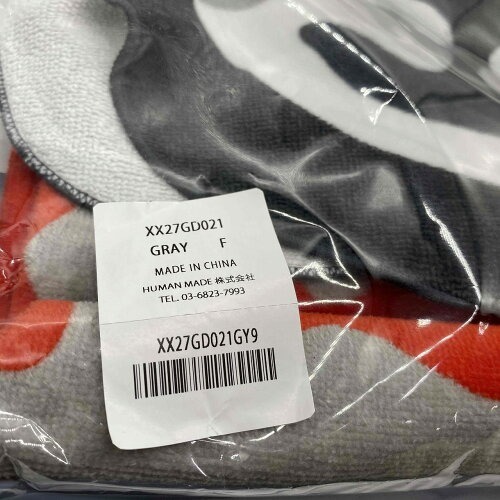 XX27GD021
GRAY F
MADE IN CHINA
HUMAN MADE 株式会社
TEL. 03-6823-7993
XX27GD021GY9